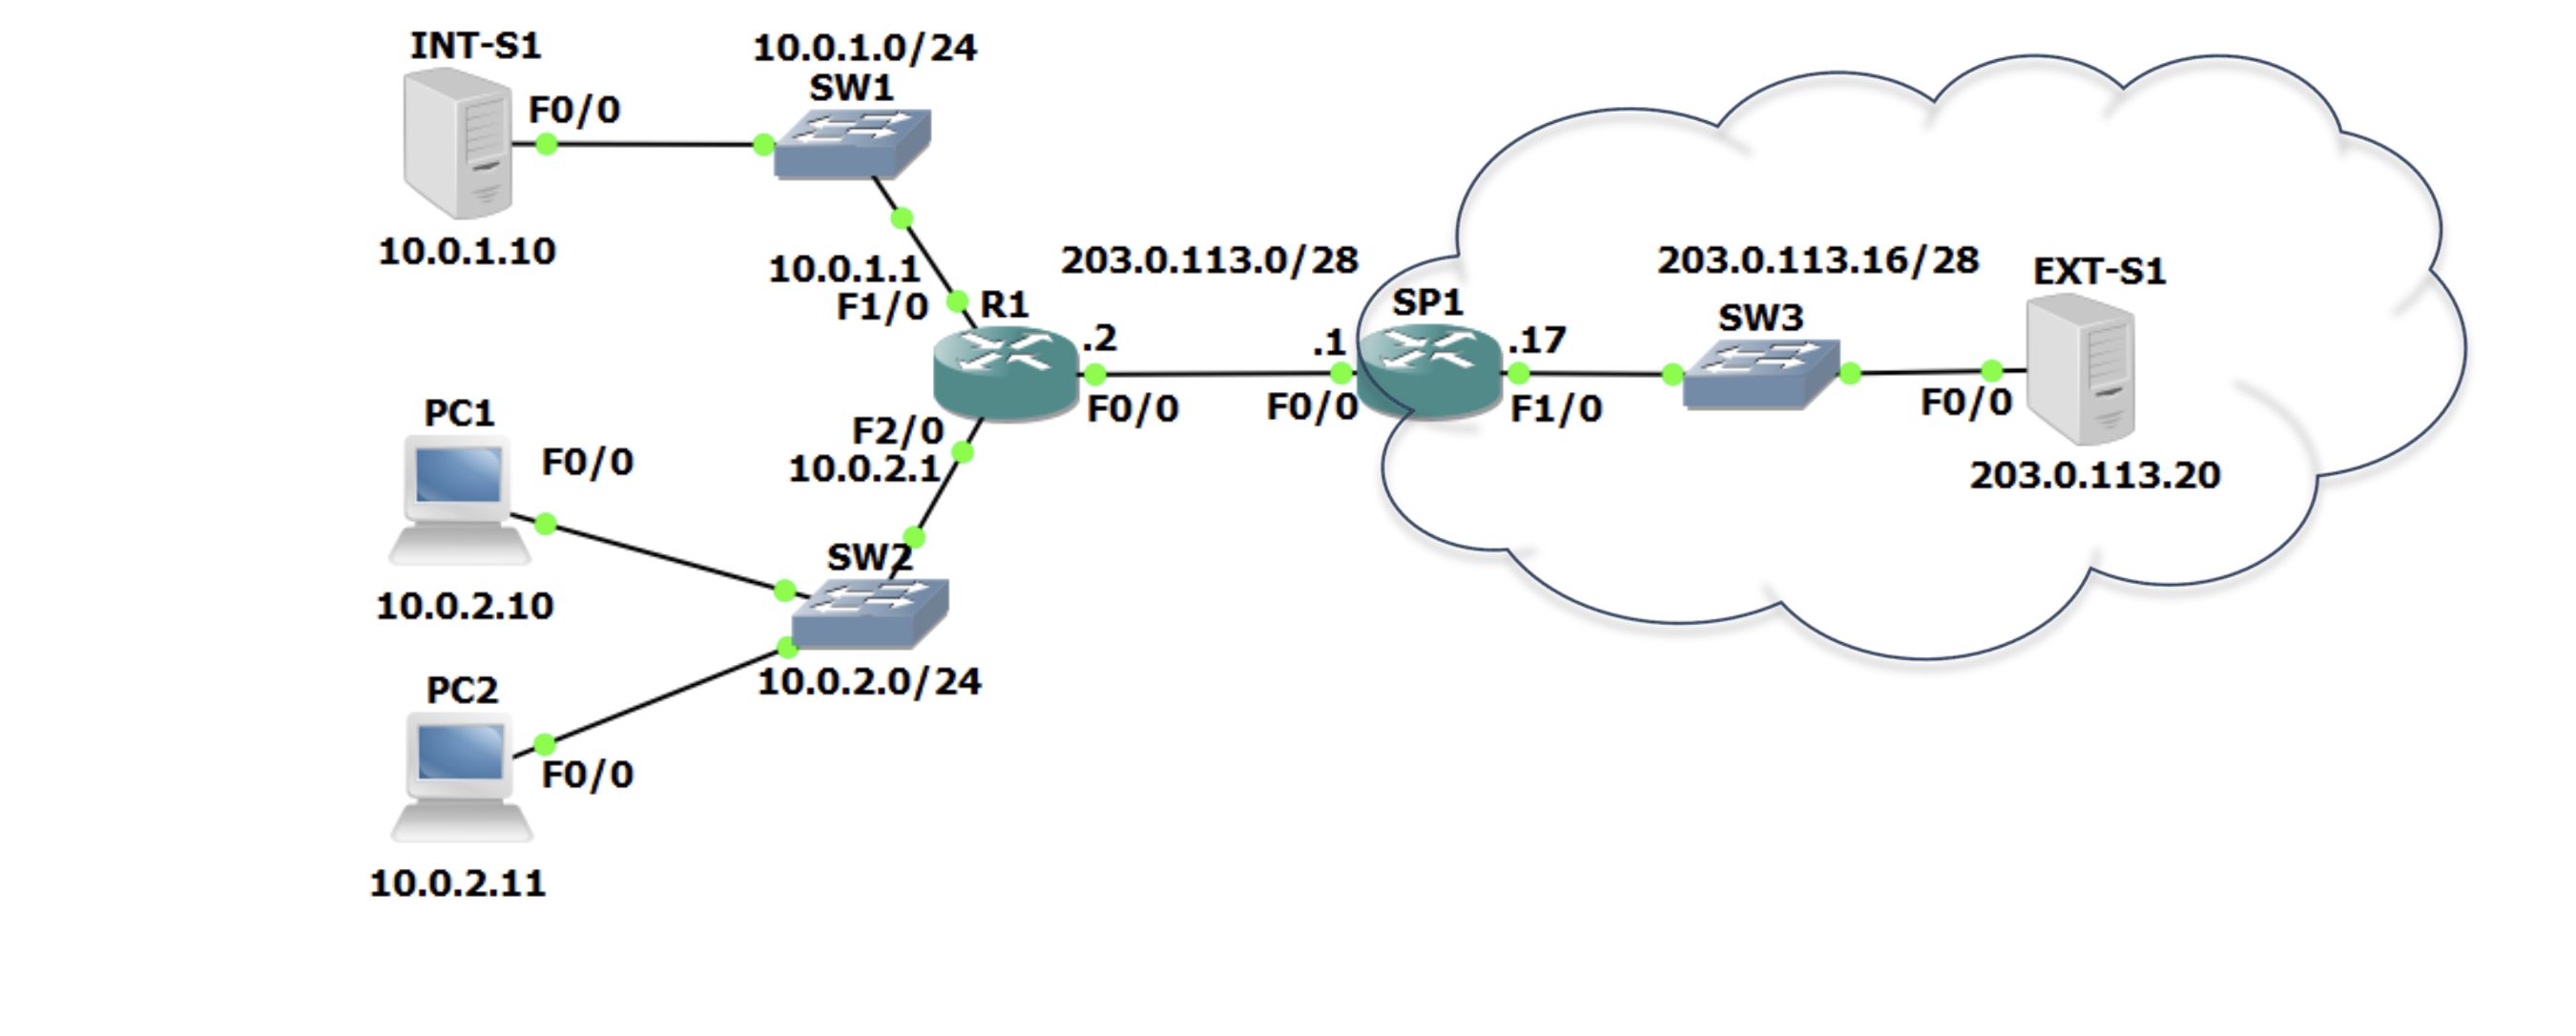 INT-S1
F0/0
10.0.1.10
10.0.1.0/24
SW1
10.0.1.1
F1/0
R1
203.0.113.0/28
.2
F0/0
.1
F0/0
SP1
.17
F1/0
203.0.113.16/28
SW3
EXT-S1
F0/0
203.0.113.20
F2/0
10.0.2.1
PC1
F0/0
10.0.2.10
SW2
10.0.2.0/24
PC2
F0/0
10.0.2.11